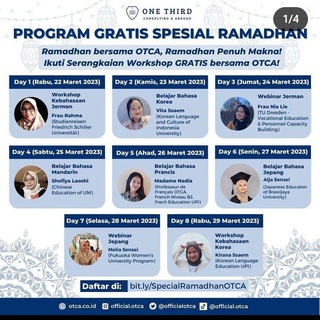 ONE THIRD
CONSULTING & ABROAD
1/4
PROGRAM GRATIS SPESIAL RAMADHAN
Ramadhan bersama OTCA, Ramadhan Penuh Makna!
Ikuti Serangkaian Workshop GRATIS bersama OTCA!
Day 1 (Rabu, 22 Maret 2023)
Workshop
Kebahasaan
Jerman
Frau Rahma
(Studienreisen
Friedrich Schiller
Universität)
Day 2 (Kamis, 23 Maret 2023)
Belajar Bahasa
Korea
Vita Ssaem
(Korean Language
and Culture of
Indonesia
University)
Day 3 (Jumat, 24 Maret 2023)
Webinar Jerman
Frau Nia Lie
(TU Dresden -
Vocational Education
& Personnel Capacity
Building)
Day 4 (Sabtu, 25 Maret 2023)
Belajar Bahasa
Mandarin
Shofiya Laoshi
(Chinese
Education of UM)
Day 5 (Ahad, 26 Maret 2023)
Belajar Bahasa
Prancis
Madame Nadia
(Professeur de
Français OTCA,
French Niveau B2,
Frech Education UPI)
Day 6 (Senin, 27 Maret 2023)
Belajar Bahasa
Jepang
Alja Sensei
(Japanese Education
of Brawijaya
University)
Day 7 (Selasa, 28 Maret 2023)
Webinar
Jepang
Melia Sensei
(Fukuoka Women's
University Program)
Day 8 (Rabu, 29 Maret 2023)
Workshop
Kebahasaan
Korea
Kirana Ssaem
(Korean Language
Education UPI)
Daftar di: bit.ly/SpecialRamadhanOTCA
otca.co.id official.otca @official.otca @official.otca